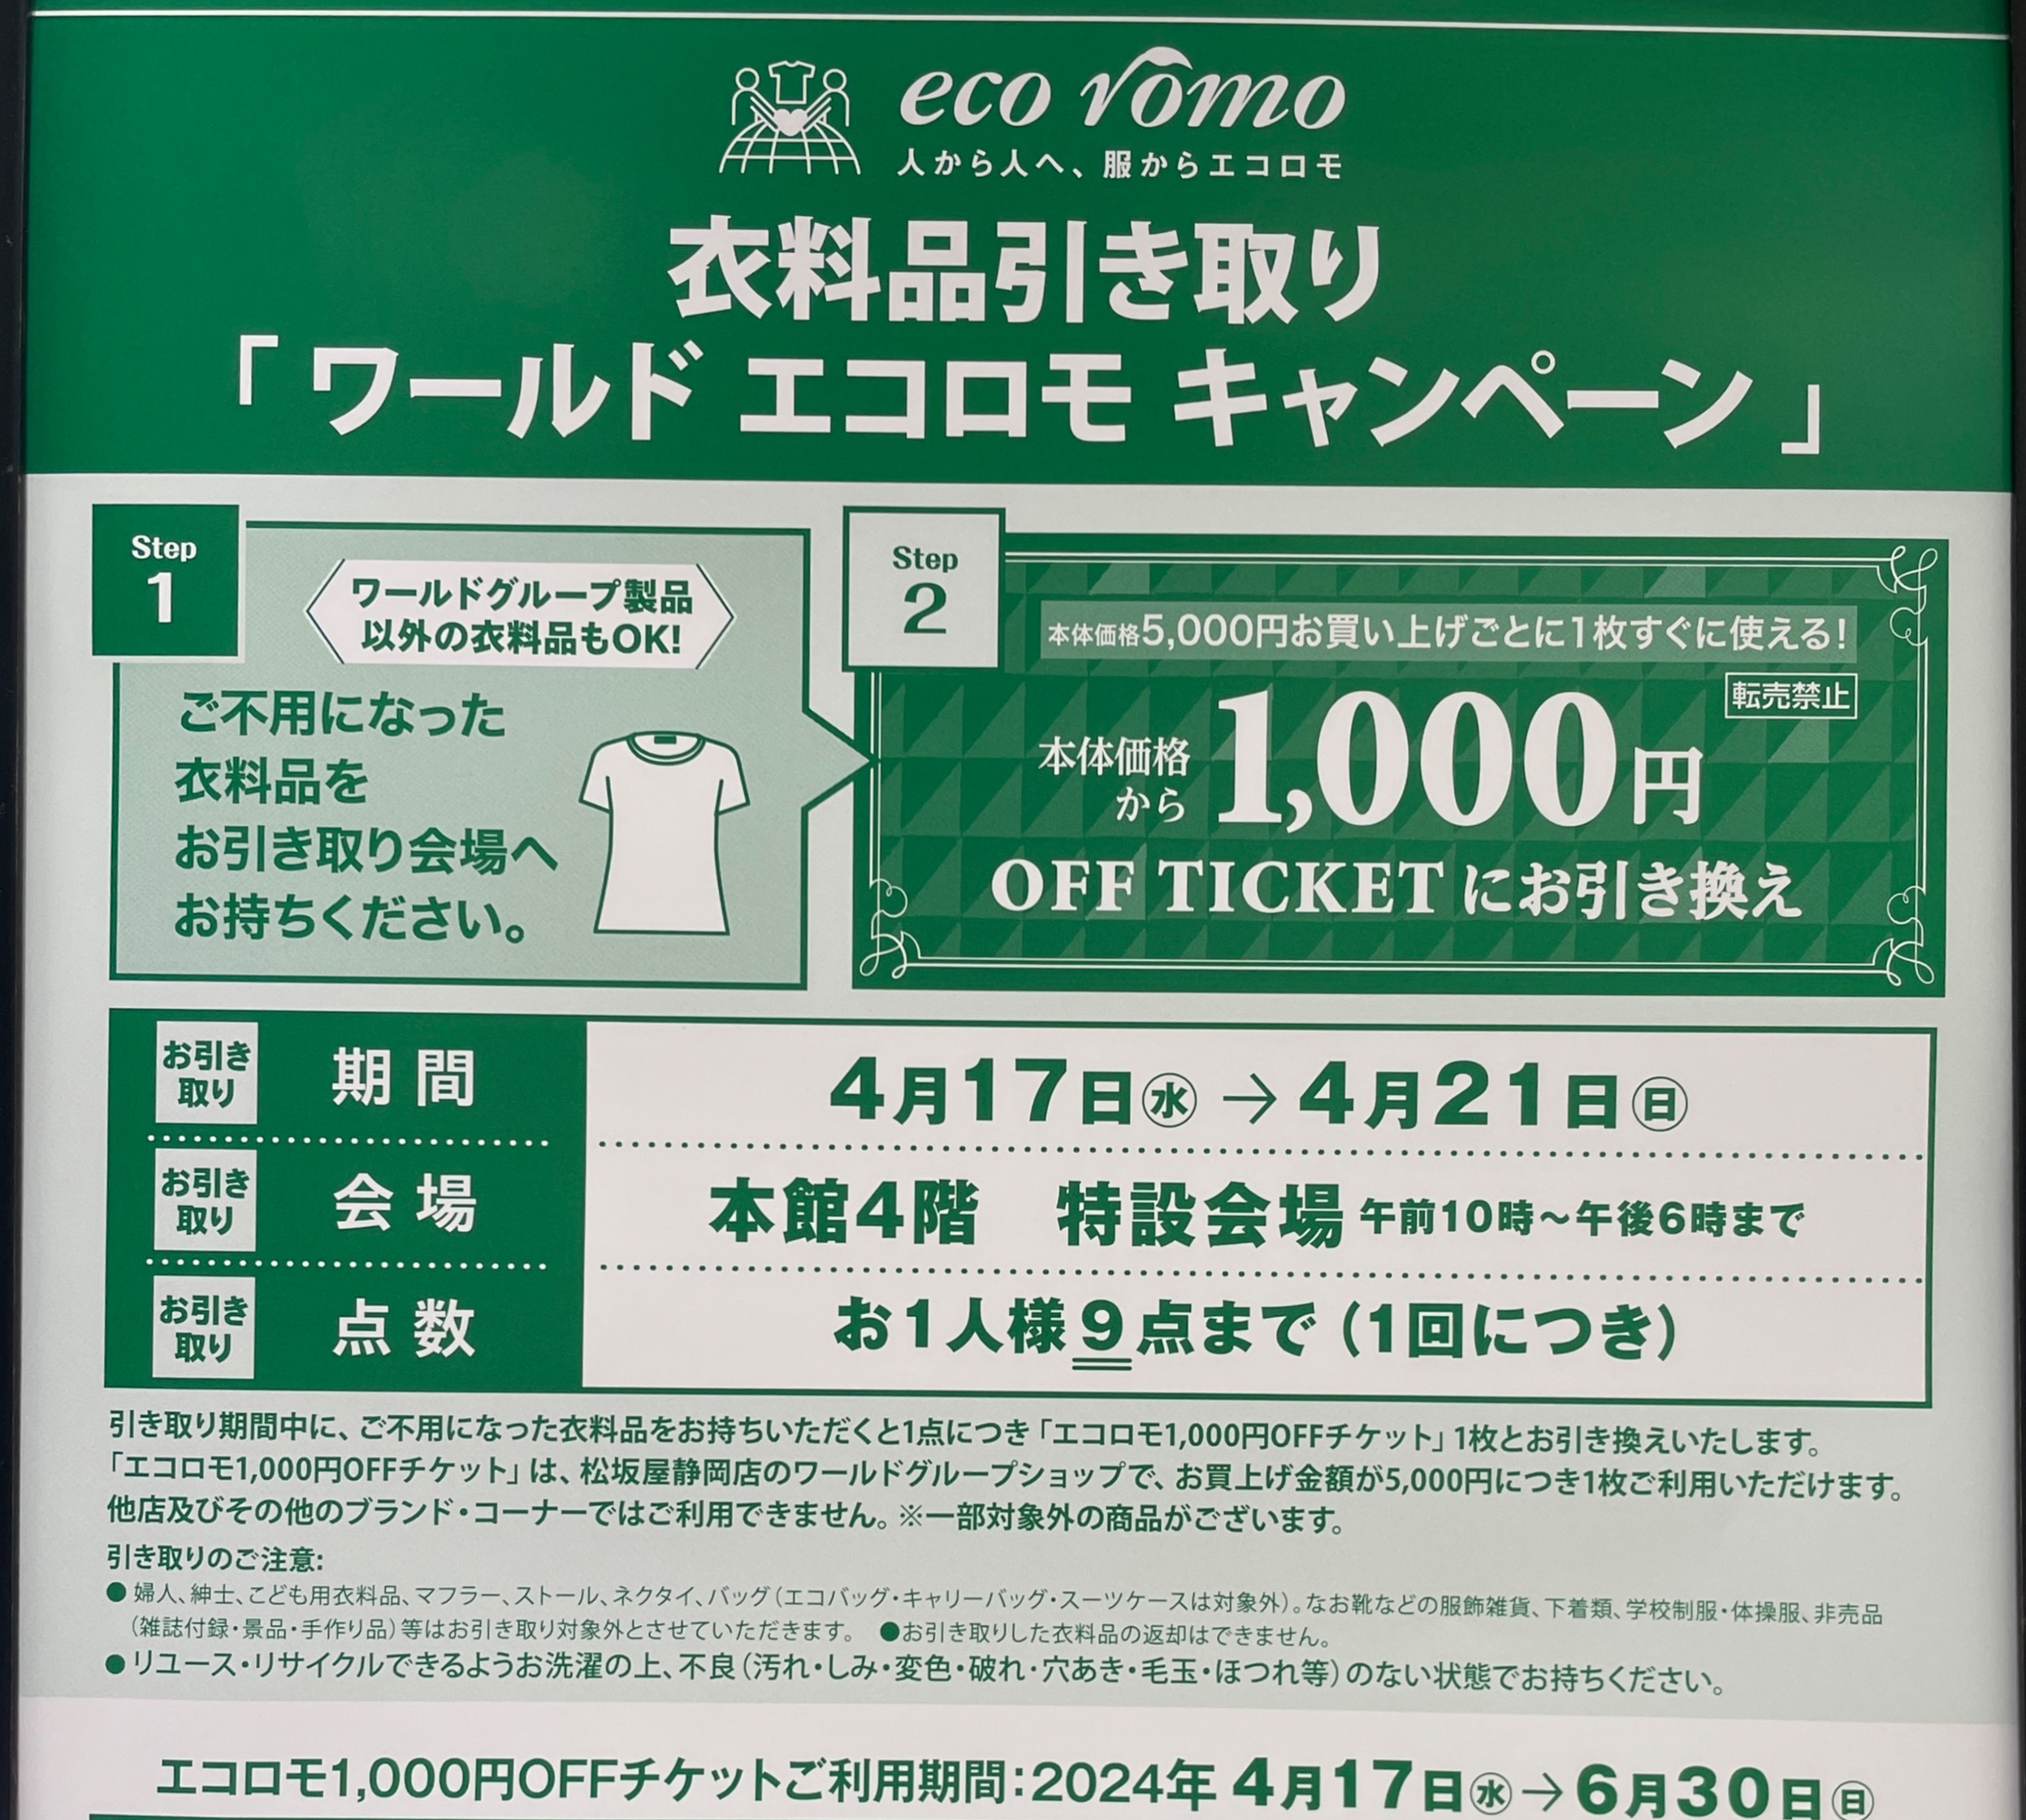 eco romo
人から人へ、服からエコロモ
衣料品引き取り
「ワールド エコロモ キャンペーン」
Step
1
ワールドグループ製品
以外の衣料品もOK!
ご不用になった
衣料品を
お引き取り会場へ
お持ちください。
Step
2
本体価格5,000円お買い上げごとに1枚すぐに使える!
転売禁止
本体価格
から
1,000円
OFF TICKETにお引き換え
お引き
取り
期間
4月17日㊌→4月21日㊐
お引き
取り
会場
本館4階 特設会場 午前10時～午後6時まで
お引き
取り
点数
お1人様9点まで(1回につき)
引き取り期間中に、ご不用になった衣料品をお持ちいただくと1点につき「エコロモ1,000円OFFチケット」1枚とお引き換えいたします。
「エコロモ1,000円OFFチケット」は、松坂屋静岡店のワールドグループショップで、お買上げ金額が5,000円につき1枚ご利用いただけます。
他店及びその他のブランド・コーナーではご利用できません。※一部対象外の商品がございます。
引き取りのご注意:
●婦人、紳士、こども用衣料品、マフラー、ストール、ネクタイ、バッグ(エコバッグ・キャリーバッグ・スーツケースは対象外)。なお靴などの服飾雑貨、下着類、学校制服・体操服、非売品
(雑誌付録・景品・手作り品)等はお引き取り対象外とさせていただきます。 ●お引き取りした衣料品の返却はできません。
●リユース・リサイクルできるようお洗濯の上、不良(汚れ・しみ・変色・破れ・穴あき・毛玉・ほつれ等)のない状態でお持ちください。
エコロモ1,000円OFFチケットご利用期間:2024年 4月17日㊌→6月30日㊐